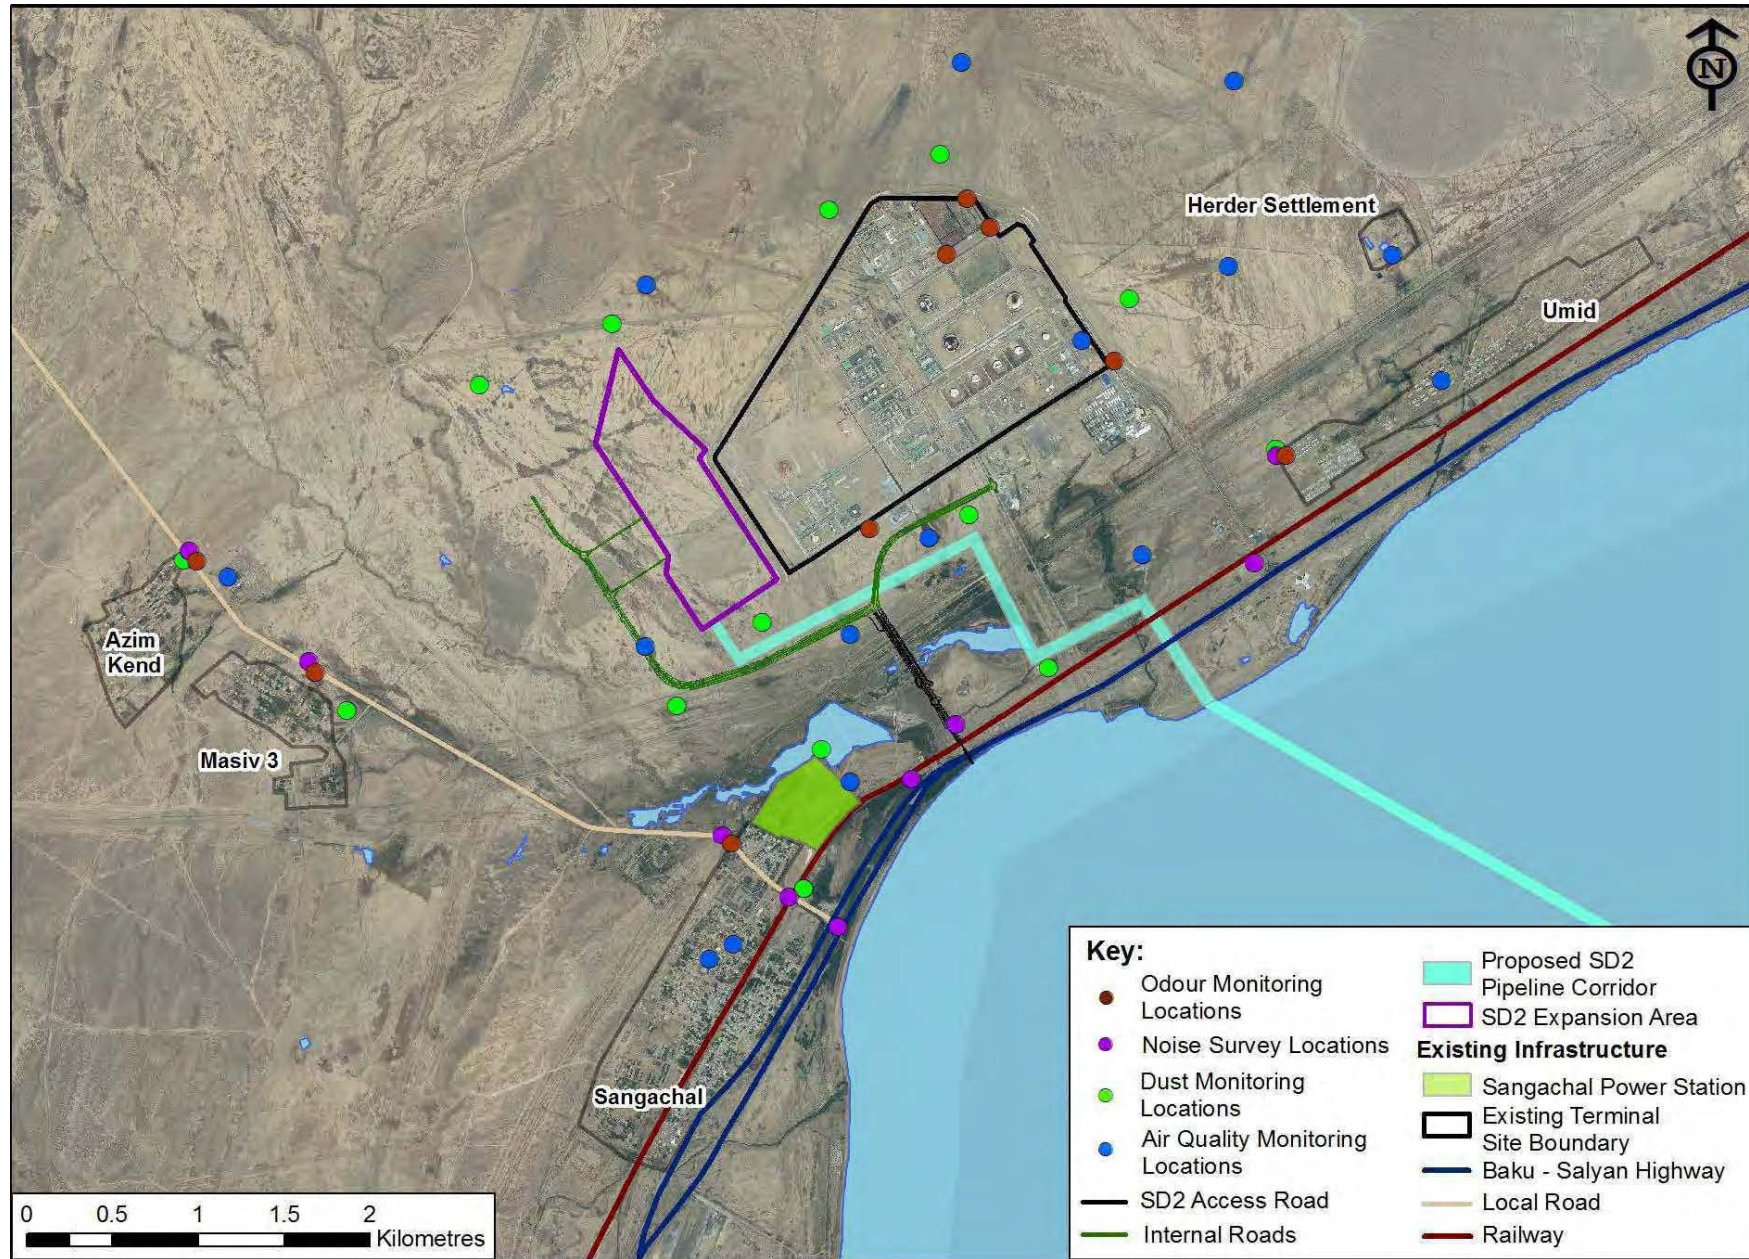 N
Herder Settlement
Umid
Azim
Kend
Masiv 3
Sangachal
0 0.5 1 1.5 2
Kilometres
Key:
Odour Monitoring
Locations
Noise Survey Locations
Dust Monitoring
Locations
Air Quality Monitoring
Locations
SD2 Access Road
Internal Roads
Proposed SD2
Pipeline Corridor
SD2 Expansion Area
Existing Infrastructure
Sangachal Power Station
Existing Terminal
Site Boundary
Baku - Salyan Highway
Local Road
Railway